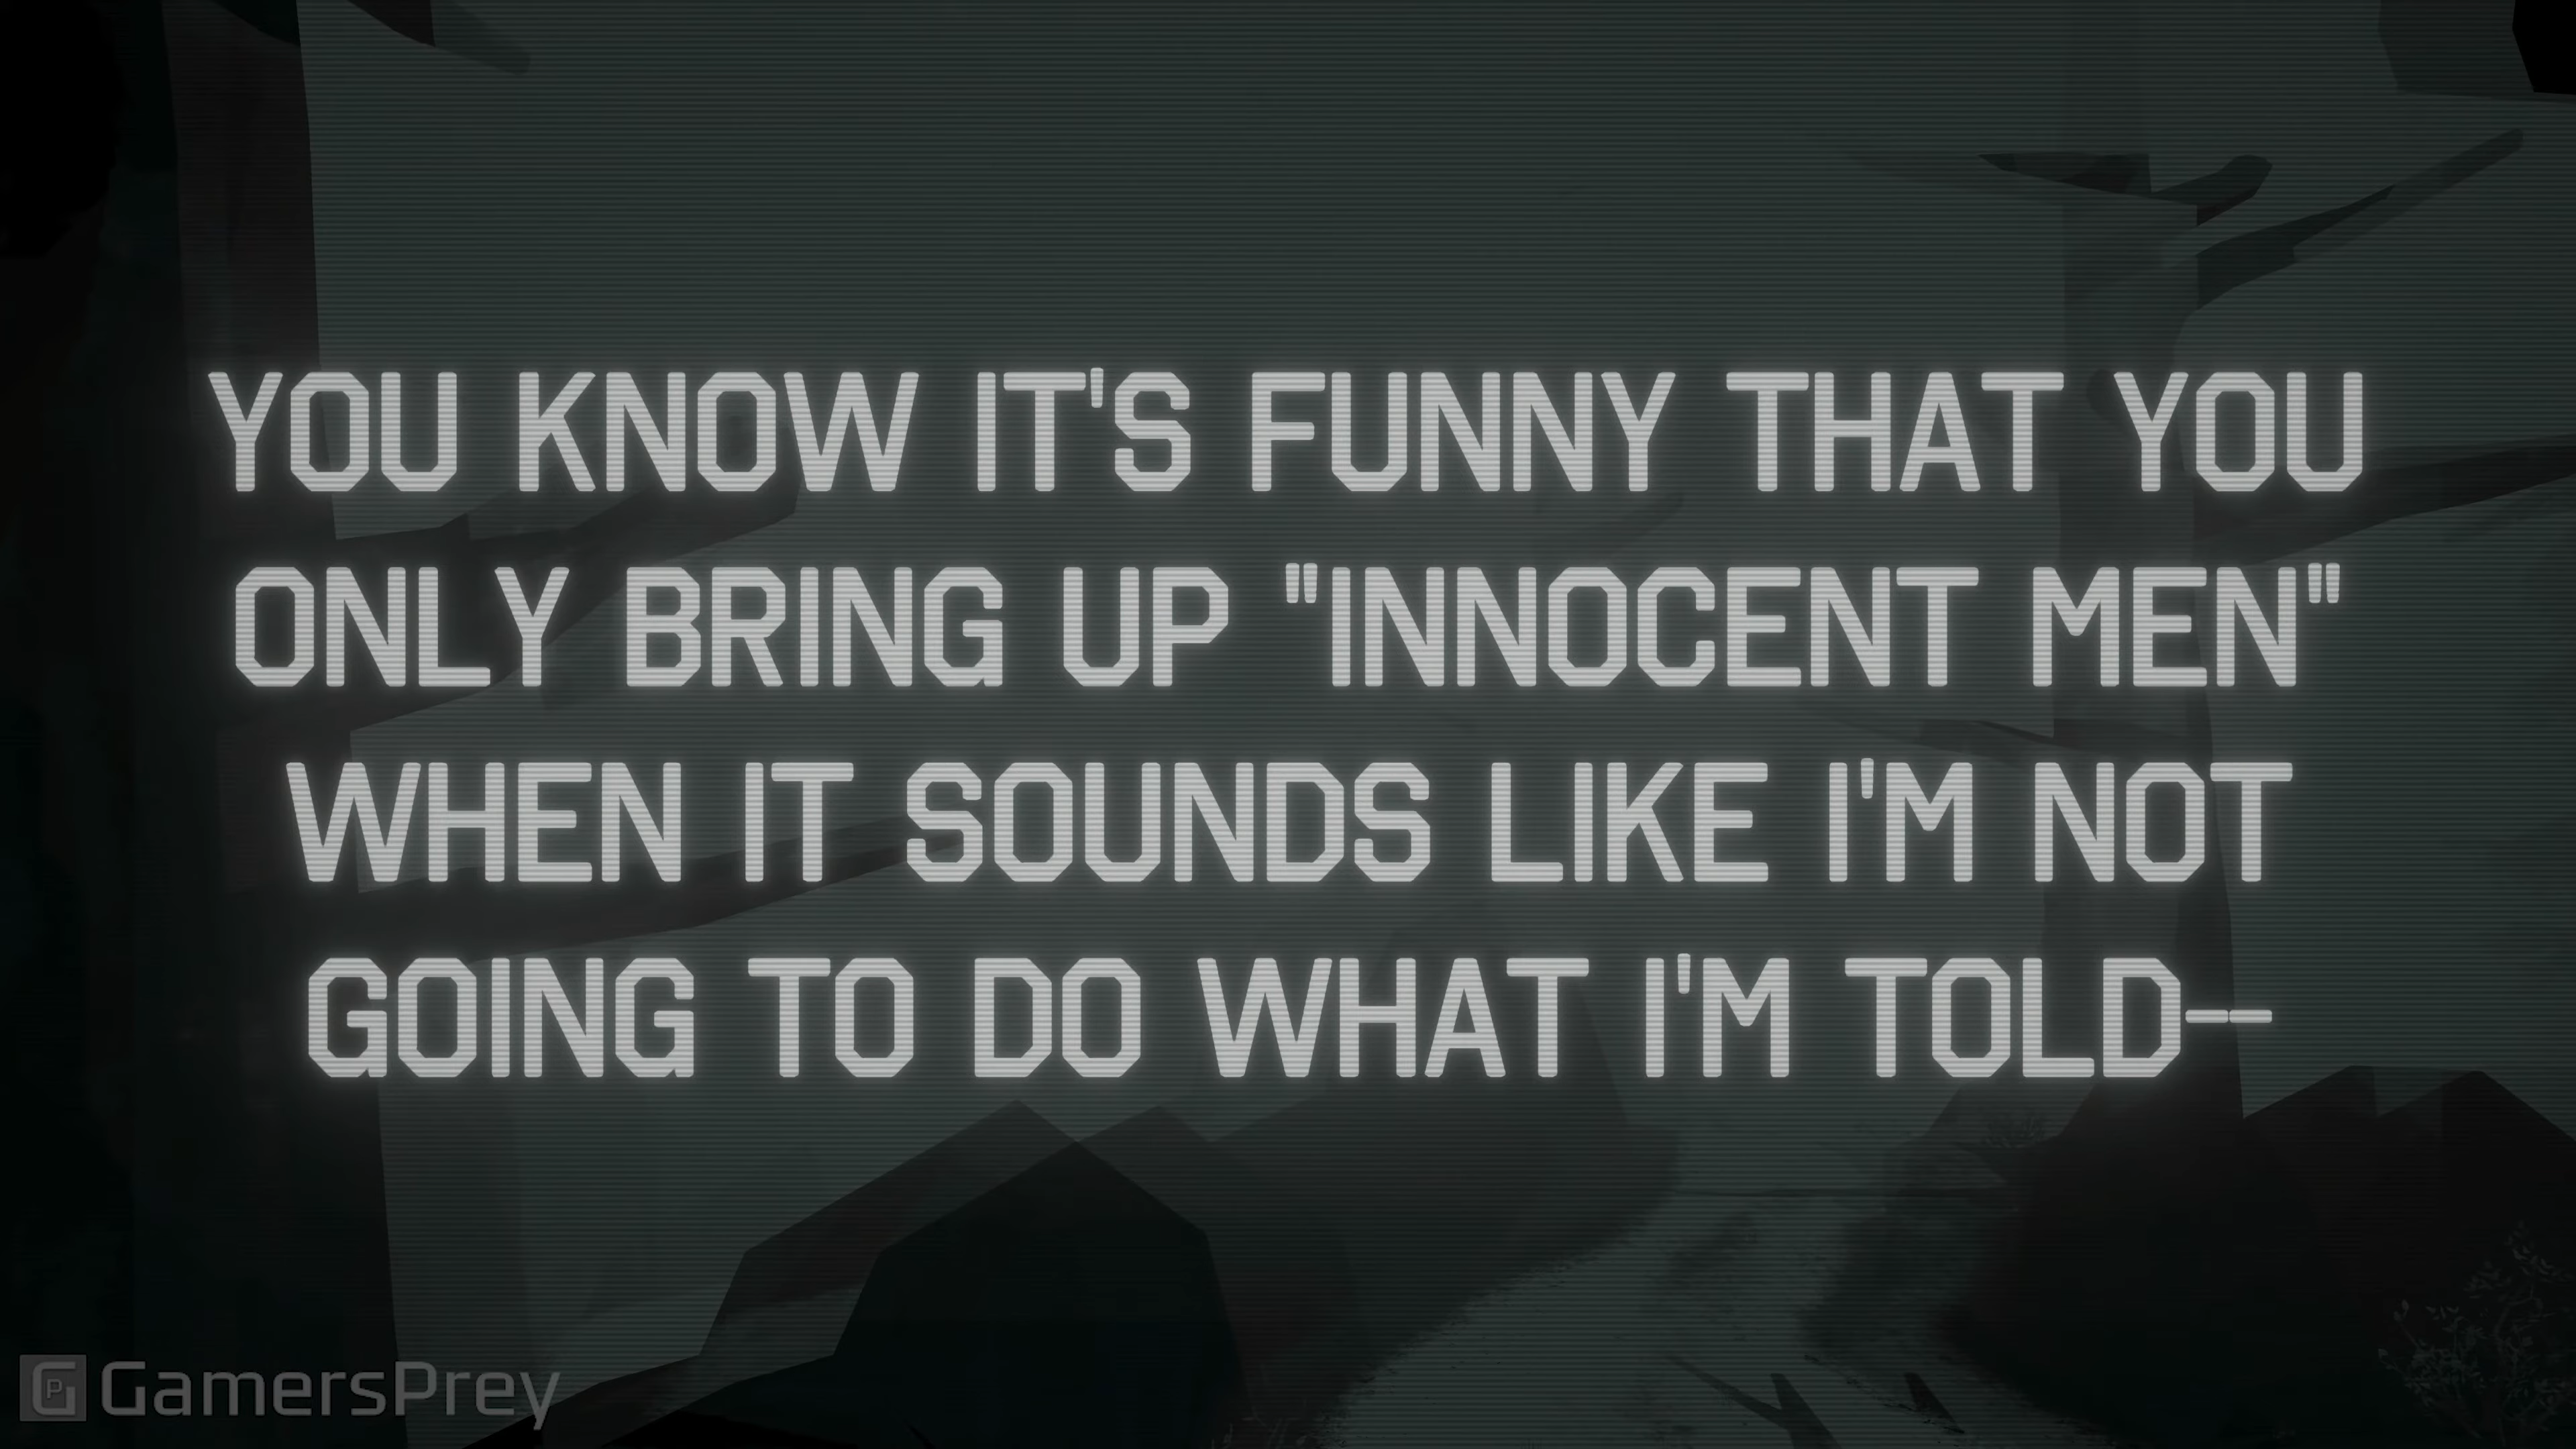 YOU KNOW IT'S FUNNY THAT YOU
ONLY BRING UP "INNOCENT MEN"
WHEN IT SOUNDS LIKE I'M NOT
GOING TO DO WHAT I'M TOLD--
GamersPrey